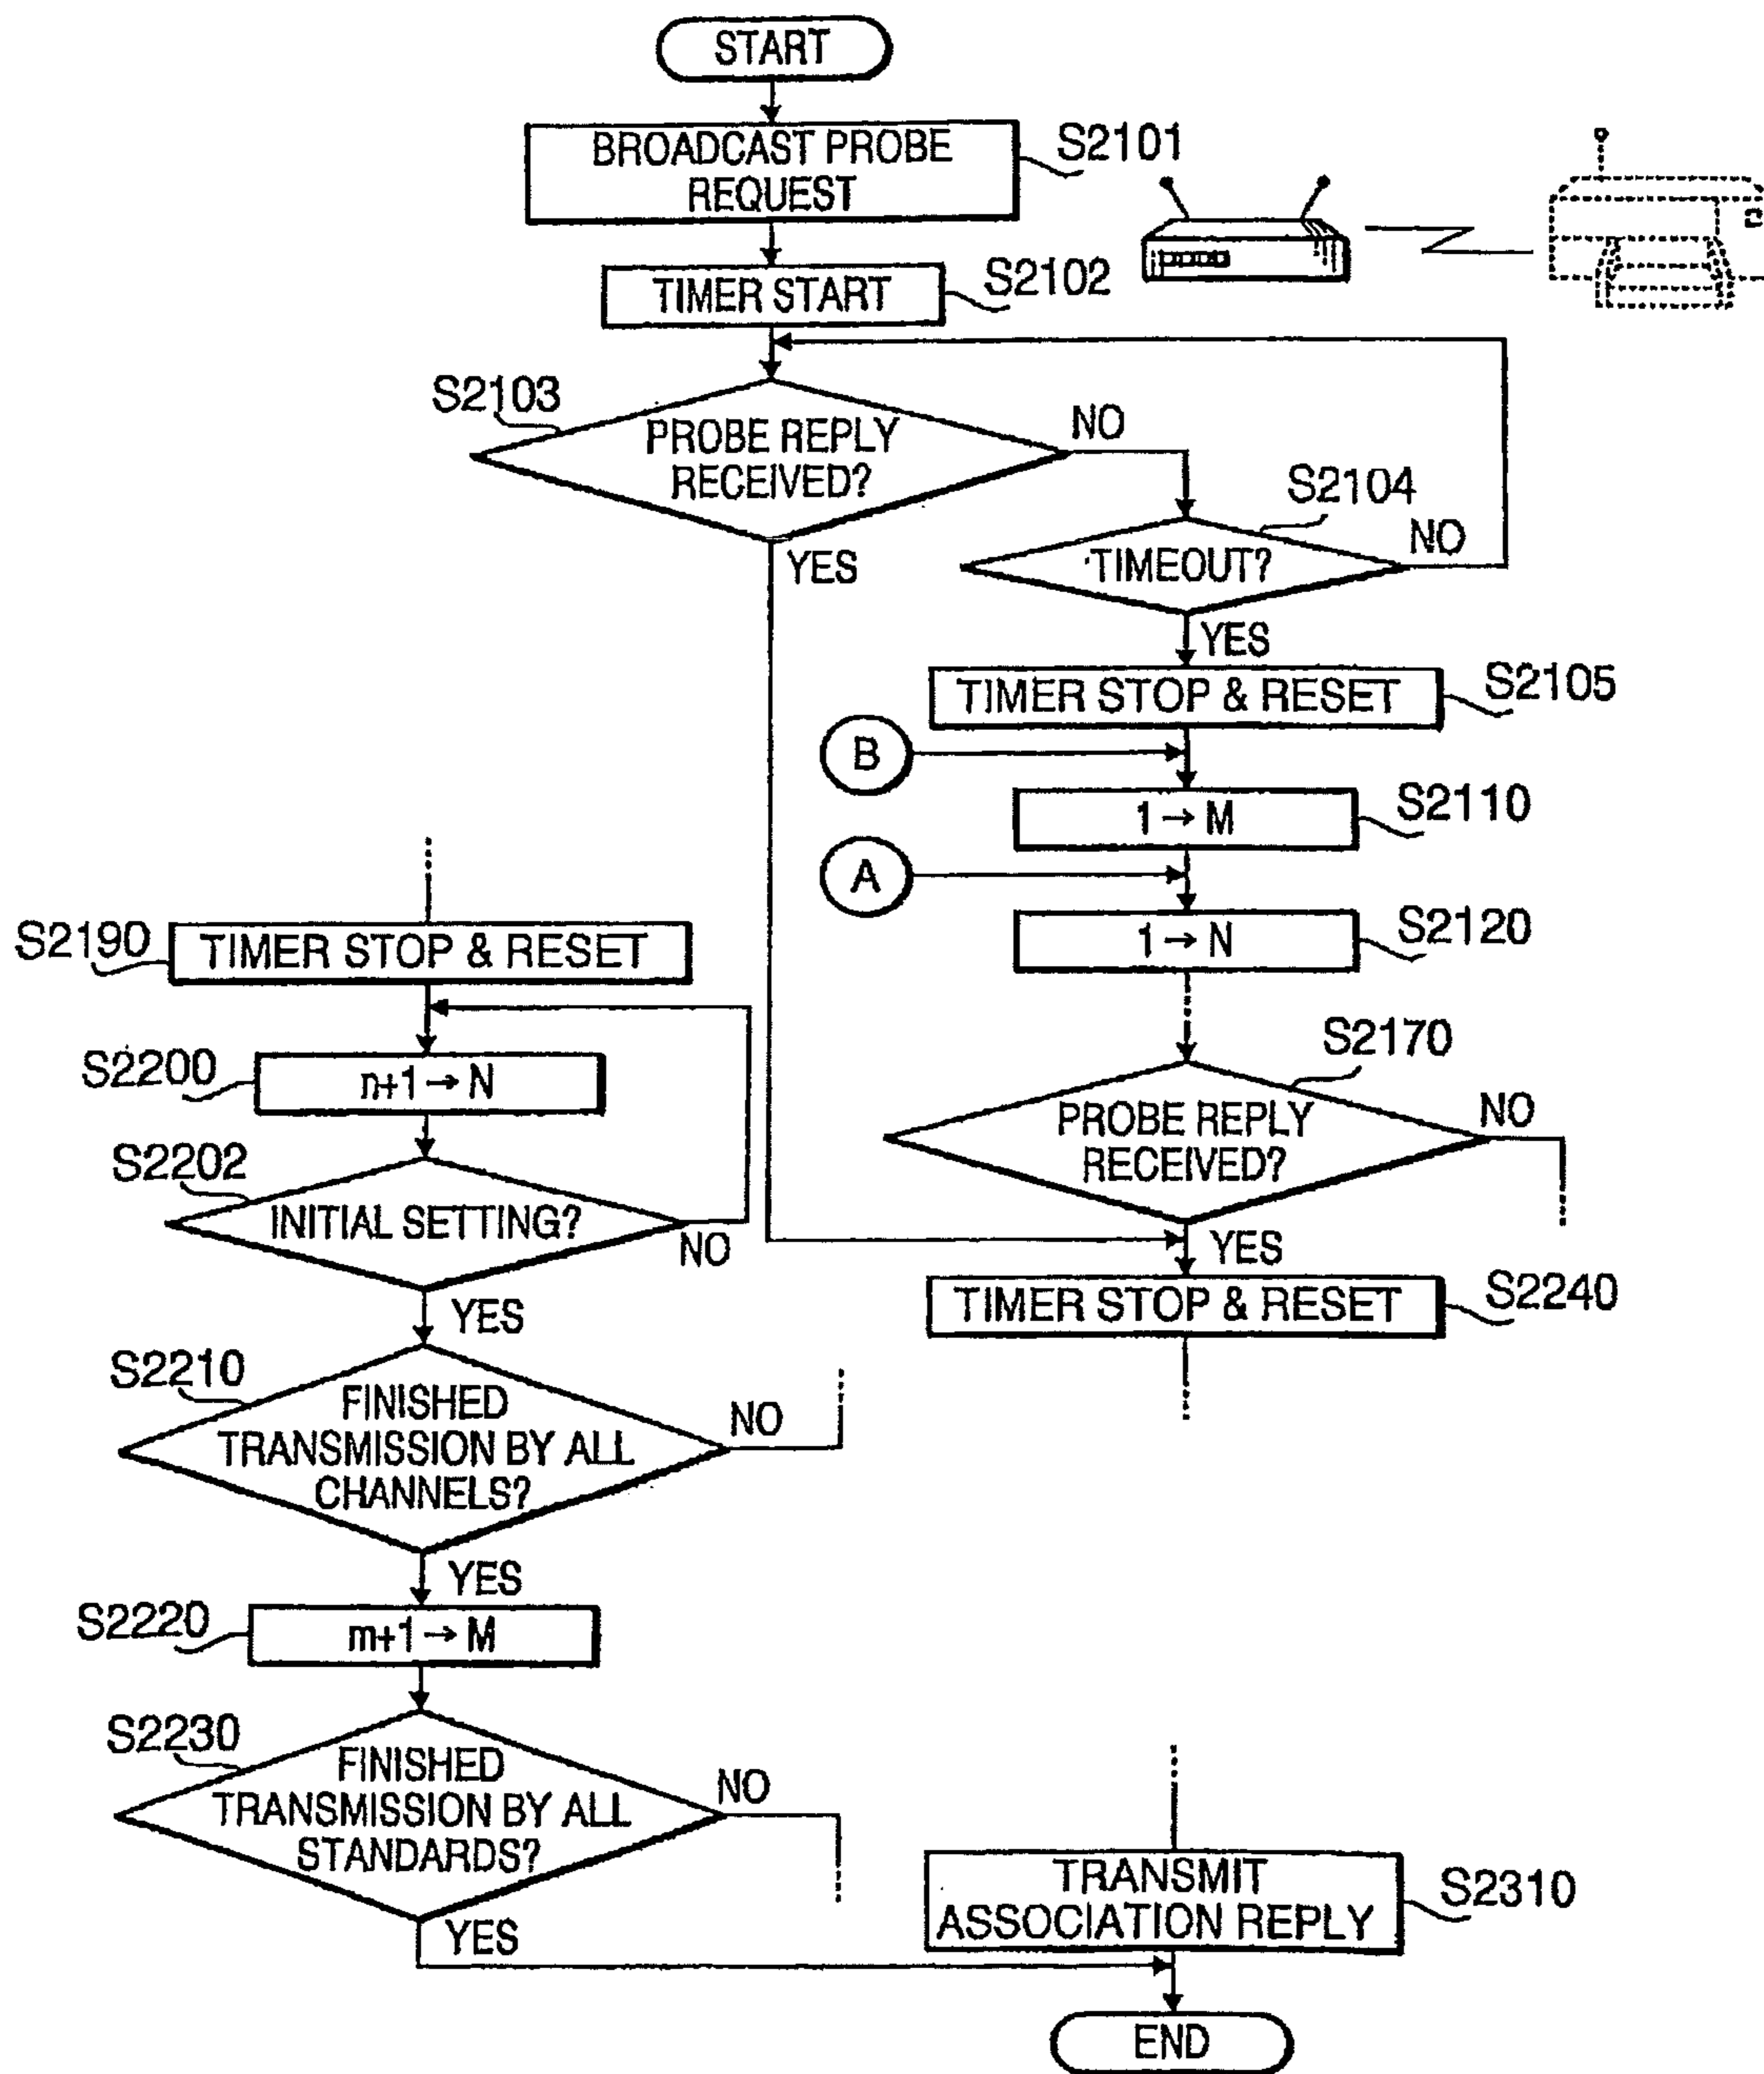 START
BROADCAST PROBE
REQUEST
S2101
TIMER START
S2102
S2103
PROBE REPLY
RECEIVED?
NO
YES
S2104
TIMEOUT?
NO
YES
TIMER STOP & RESET
S2105
B
1→M
S2110
A
1→N
S2120
S2170
PROBE REPLY
RECEIVED?
NO
YES
TIMER STOP & RESET
S2240
S2190
TIMER STOP & RESET
S2200
n+1→N
S2202
INITIAL SETTING?
NO
YES
S2210
FINISHED
TRANSMISSION BY ALL
CHANNELS?
NO
YES
S2220
m+1→M
S2230
FINISHED
TRANSMISSION BY ALL
STANDARDS?
NO
YES
TRANSMIT
ASSOCIATION REPLY
S2310
END